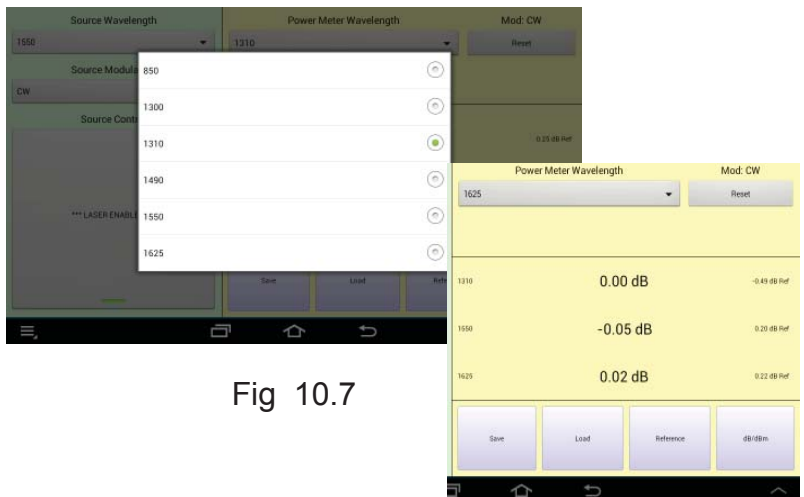 Source Wavelength
Power Meter Wavelength
Mod: CW
1550
1310
Reset
Source Modula
CW
Source Contr
0.25 dB Ref
*** LASER ENABLE
850
1300
1310
1490
1550
1625
Save
Load
Refe
Power Meter Wavelength
Mod: CW
1625
Reset
1310
0.00 dB
-0.49 dB Ref
1550
-0.05 dB
0.20 dB Ref
1625
0.02 dB
0.22 dB Ref
Save
Load
Reference
dB/dBm
Fig 10.7